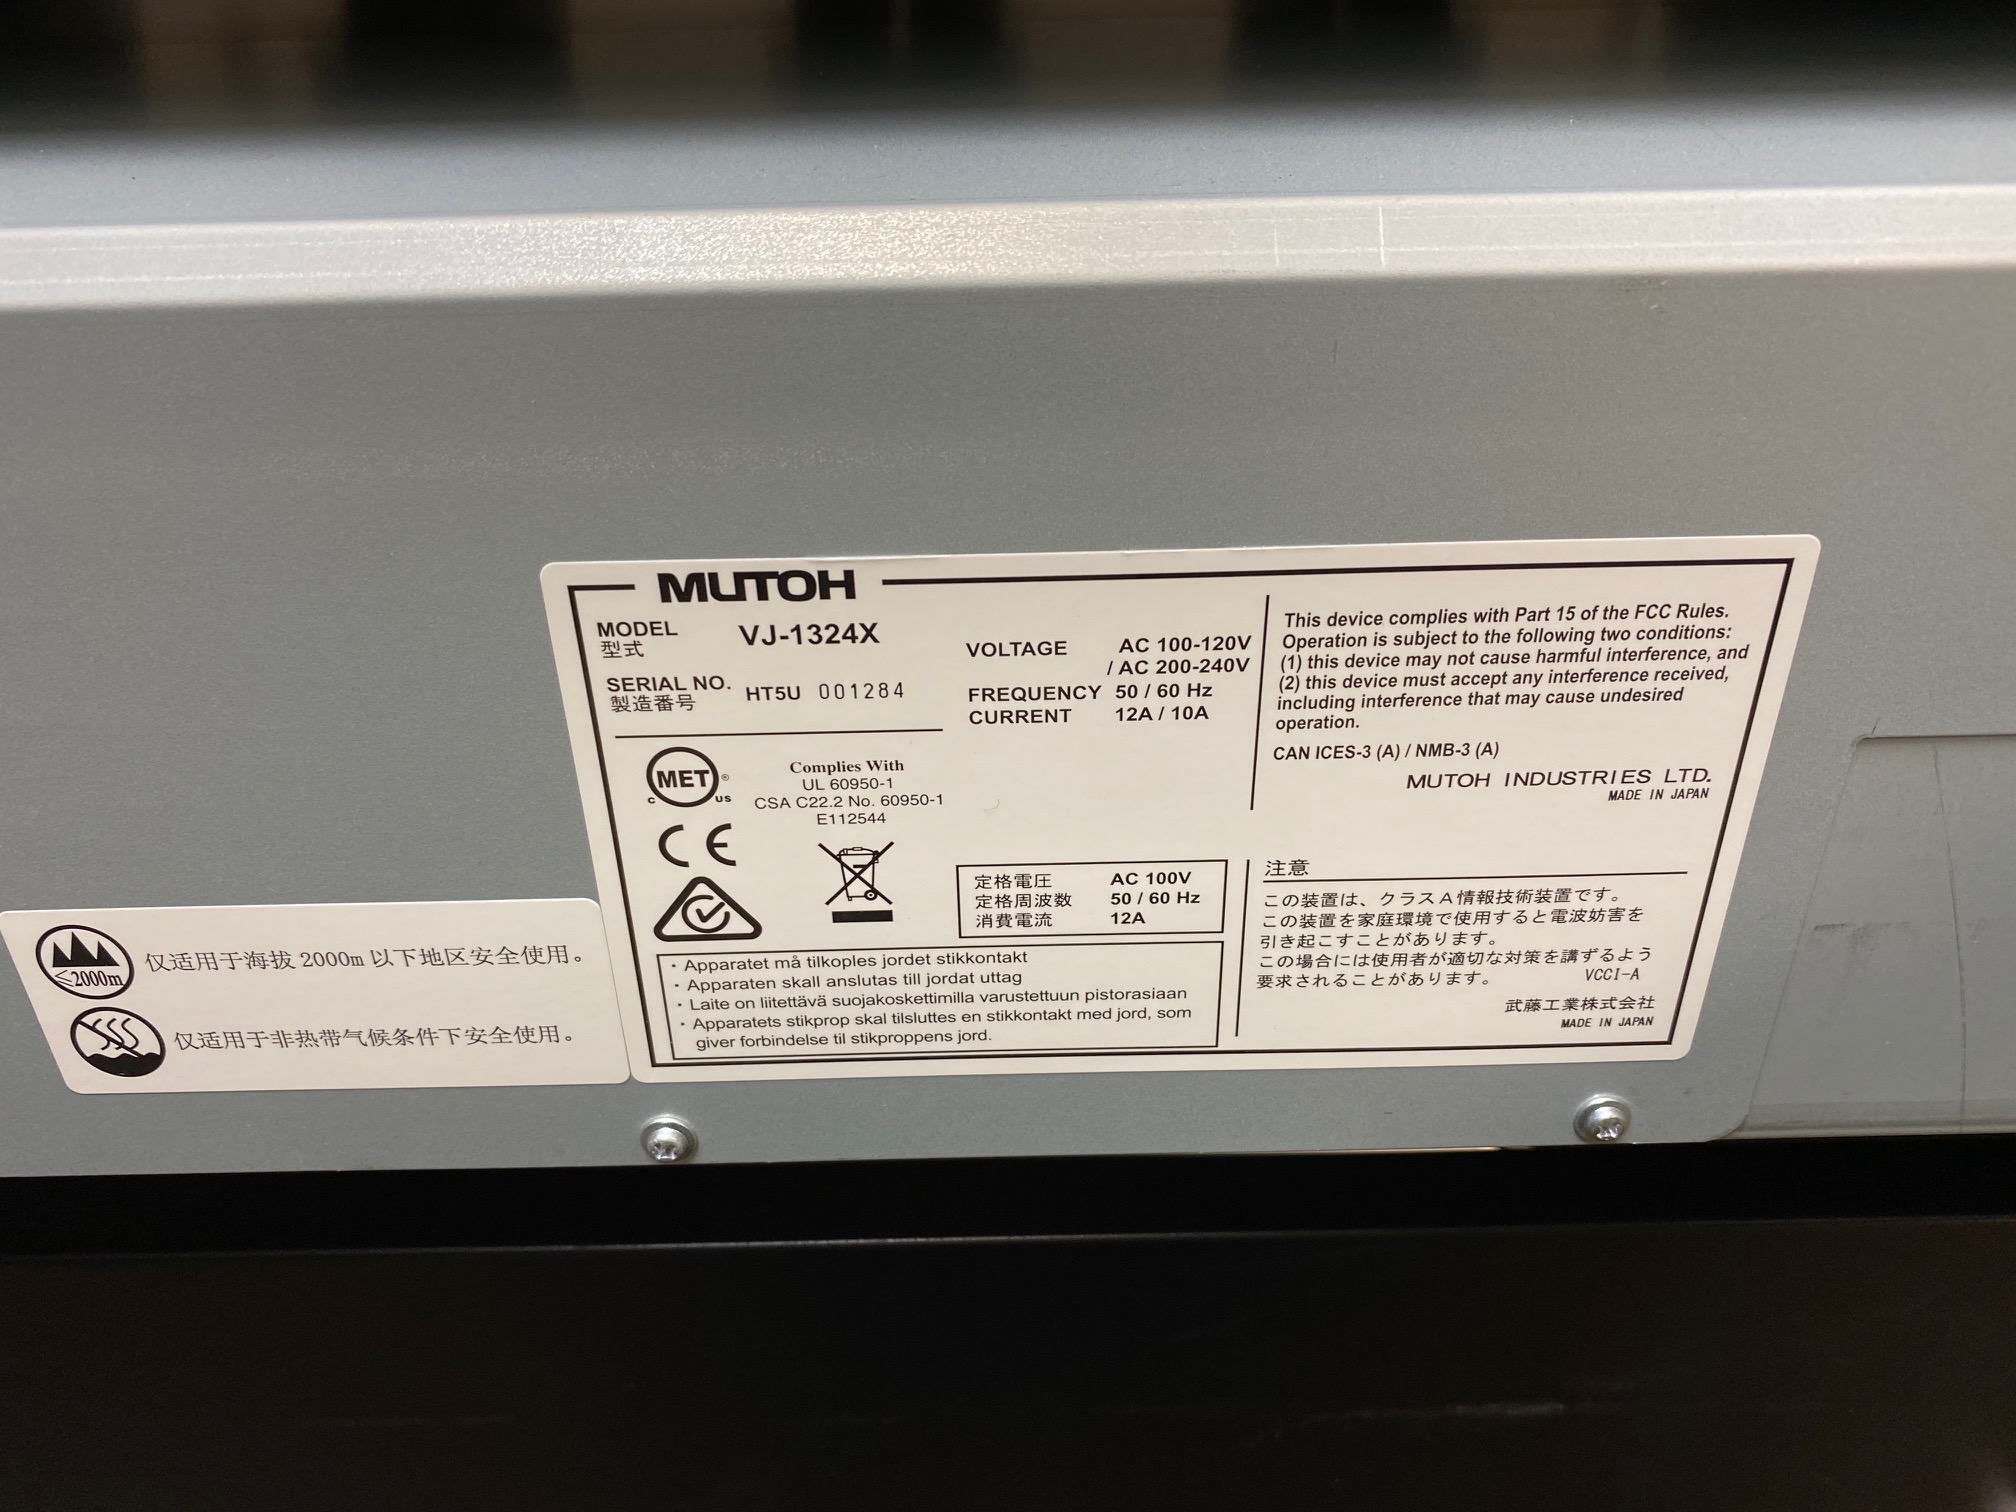 MUTOH
MODEL
型式
VJ-1324X
SERIAL NO.
製造番号
HT5U 001284
VOLTAGE AC 100-120V
/ AC 200-240V
FREQUENCY 50 / 60 Hz
CURRENT 12A / 10A
This device complies with Part 15 of the FCC Rules.
Operation is subject to the following two conditions:
(1) this device may not cause harmful interference, and
(2) this device must accept any interference received,
including interference that may cause undesired
operation.
CAN ICES-3 (A) / NMB-3 (A)
MUTOH INDUSTRIES LTD.
MADE IN JAPAN
MET ®
C US
Complies With
UL 60950-1
CSA C22.2 No. 60950-1
E112544
CE
定格電圧 AC 100V
定格周波数 50 / 60 Hz
消費電流 12A
注意
この装置は、クラスA情報技術装置です。
この装置を家庭環境で使用すると電波妨害を
引き起こすことがあります。
この場合には使用者が適切な対策を講ずるよう
要求されることがあります。 VCCI-A
武藤工業株式会社
MADE IN JAPAN
・Apparatet må tilkoples jordet stikkontakt
・Apparaten skall anslutas till jordat uttag
・Laite on liitettävä suojakoskettimilla varustettuun pistorasiaan
・Apparatets stikprop skal tilsluttes en stikkontakt med jord, som
giver forbindelse til stikproppens jord.
≤2000m
仅适用于海拔 2000m 以下地区安全使用。
仅适用于非热带气候条件下安全使用。